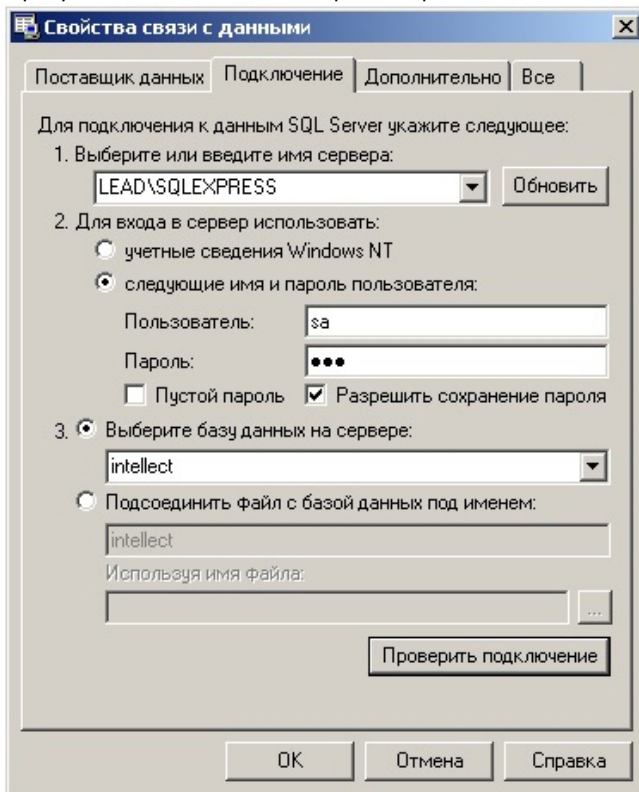 Свойства связи с данными
Поставщик данных Подключение Дополнительно Все
Для подключения к данным SQL Server укажите следующее:
1. Выберите или введите имя сервера:
LEAD\SQLEXPRESS Обновить
2. Для входа в сервер использовать:
учетные сведения Windows NT
следующие имя и пароль пользователя:
Пользователь: sa
Пароль: •••
Пустой пароль Разрешить сохранение пароля
3. Выберите базу данных на сервере:
intellect
Подсоединить файл с базой данных под именем:
intellect
Используя имя файла:
...
Проверить подключение
OK Отмена Справка